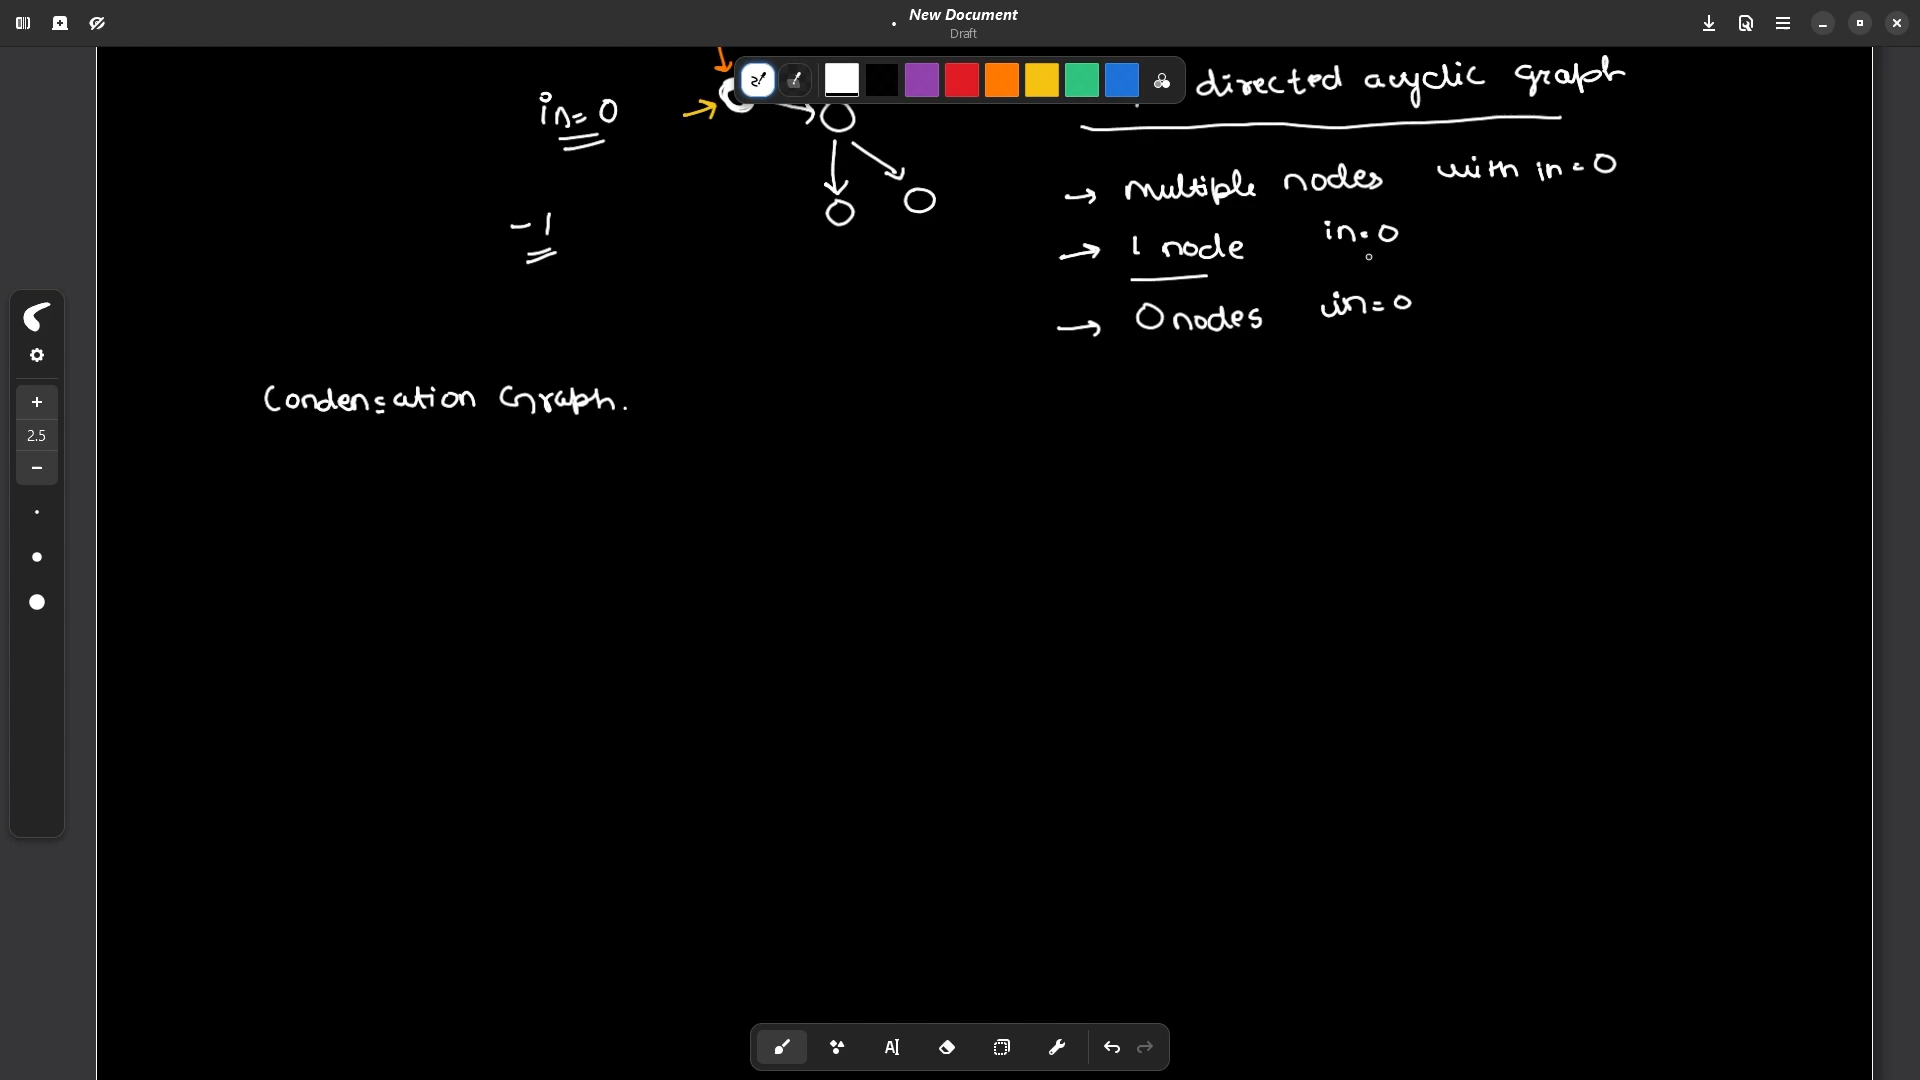 New Document
Draft
directed acyclic graph
in = 0
→ multiple nodes with in = 0
-1
→ 1 node in = 0
→ 0 nodes in = 0
Condensation Graph.
2.5